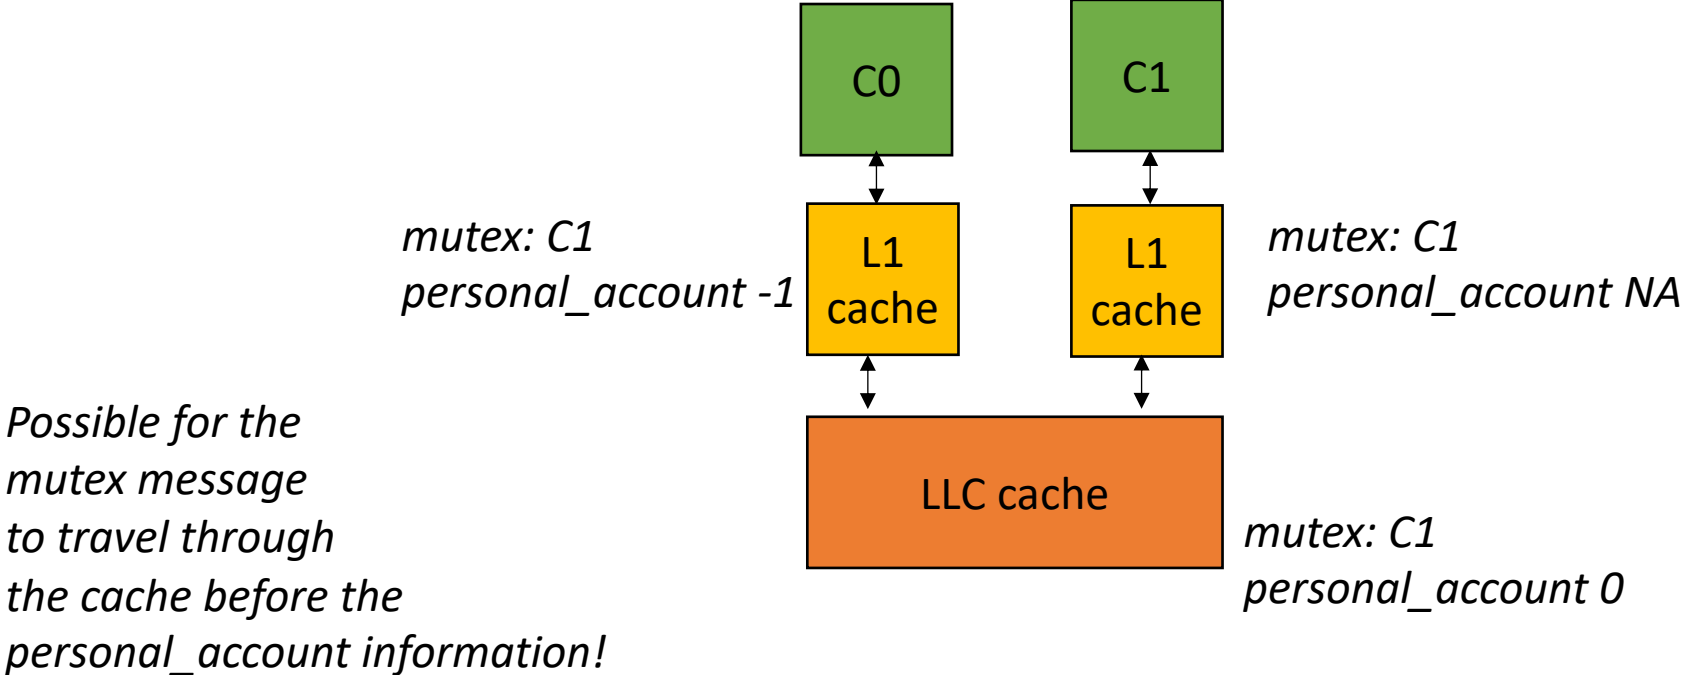 C0
C1
mutex: C1
personal_account -1
L1
cache
L1
cache
mutex: C1
personal_account NA
Possible for the
mutex message
to travel through
the cache before the
personal_account information!
LLC cache
mutex: C1
personal_account 0